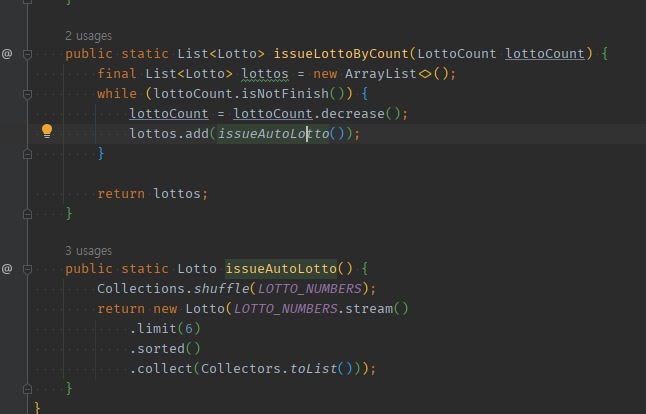 }
2 usages
@ public static List<Lotto> issueLottoByCount(LottoCount lottoCount) {
final List<Lotto> lottos = new ArrayList<>();
while (lottoCount.isNotFinish()) {
lottoCount = lottoCount.decrease();
lottos.add(issueAutoLotto());
}
return lottos;
}
3 usages
@ public static Lotto issueAutoLotto() {
Collections.shuffle(LOTTO_NUMBERS);
return new Lotto(LOTTO_NUMBERS.stream()
.limit(6)
.sorted()
.collect(Collectors.toList()));
}
}